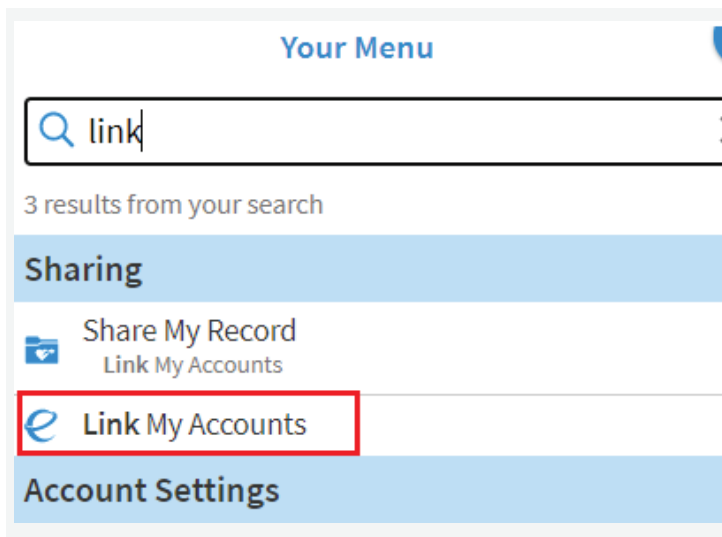 Your Menu
link
3 results from your search
Sharing
Share My Record
Link My Accounts
Link My Accounts
Account Settings